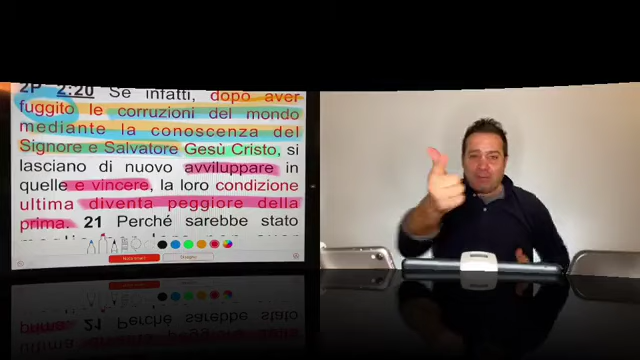 2P 2:20 Se infatti, dopo aver
fuggito le corruzioni del mondo
mediante la conoscenza del
Signore e Salvatore Gesù Cristo, si
lasciano di nuovo avviluppare in
quelle e vincere, la loro condizione
ultima diventa peggiore della
prima. 21 Perché sarebbe stato